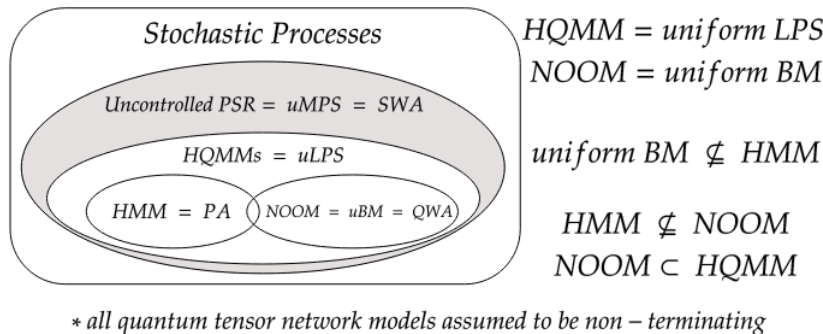 Stochastic Processes
Uncontrolled PSR = uMPS = SWA
HQMMs = uLPS
HMM = PA
NOOM = uBM = QWA
HQMM = uniform LPS
NOOM = uniform BM
uniform BM ⊈ HMM
HMM ⊈ NOOM
NOOM ⊂ HQMM
* all quantum tensor network models assumed to be non − terminating